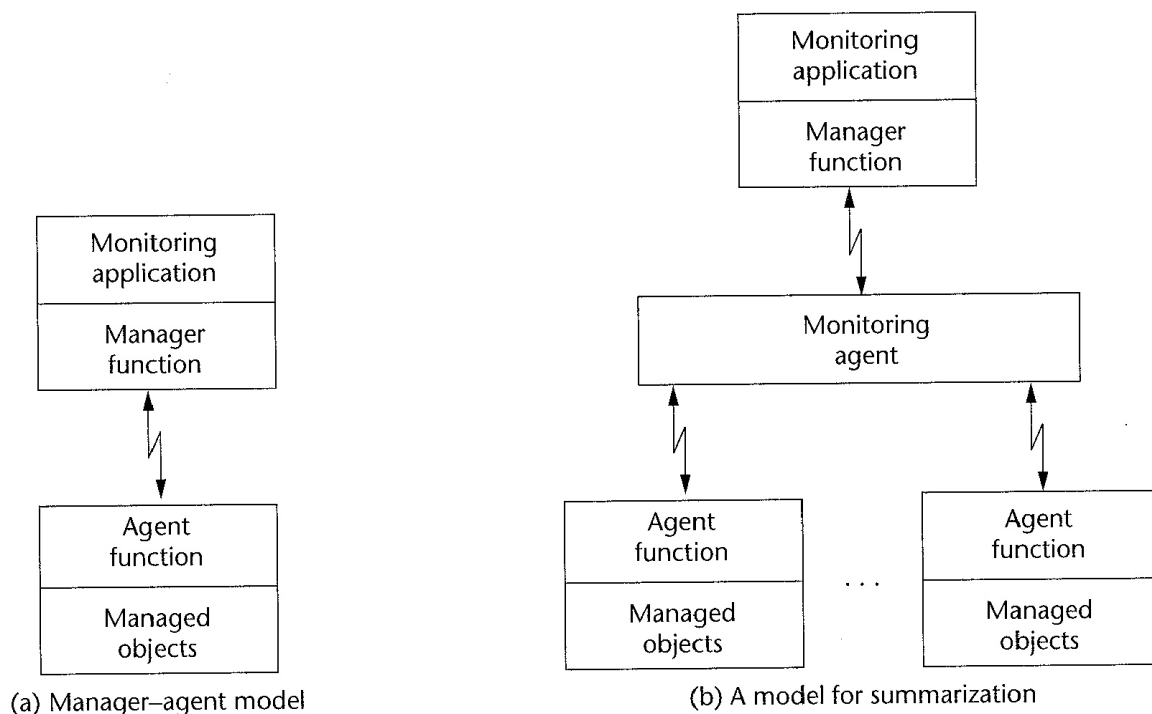 Monitoring
application
Manager
function
Agent
function
Managed
objects
(a) Manager–agent model
Monitoring
application
Manager
function
Monitoring
agent
Agent
function
Managed
objects
. . .
Agent
function
Managed
objects
(b) A model for summarization